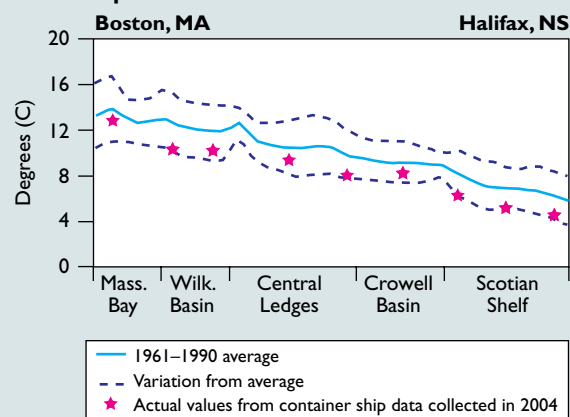 Boston, MA Halifax, NS
20
16
12
8
4
0
Degrees (C)
Mass. Bay
Wilk. Basin
Central Ledges
Crowell Basin
Scotian Shelf
1961–1990 average
Variation from average
Actual values from container ship data collected in 2004